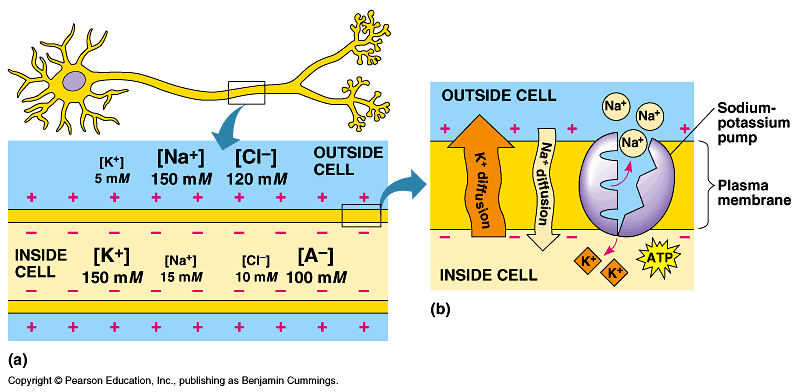 [K⁺]
5 mM
[Na⁺]
150 mM
[Cl⁻]
120 mM
OUTSIDE
CELL
+ + + + + + + +
− − − − − − − −
INSIDE
CELL
[K⁺]
150 mM
[Na⁺]
15 mM
[Cl⁻]
10 mM
[A⁻]
100 mM
− − − − − − − −
+ + + + + + + +
(a)
OUTSIDE CELL
+ + + +
K⁺ diffusion
Na⁺ diffusion
Na⁺
Na⁺
Na⁺
Sodium-
potassium
pump
Plasma
membrane
− − − −
K⁺
K⁺
ATP
INSIDE CELL
(b)
Copyright © Pearson Education, Inc., publishing as Benjamin Cummings.